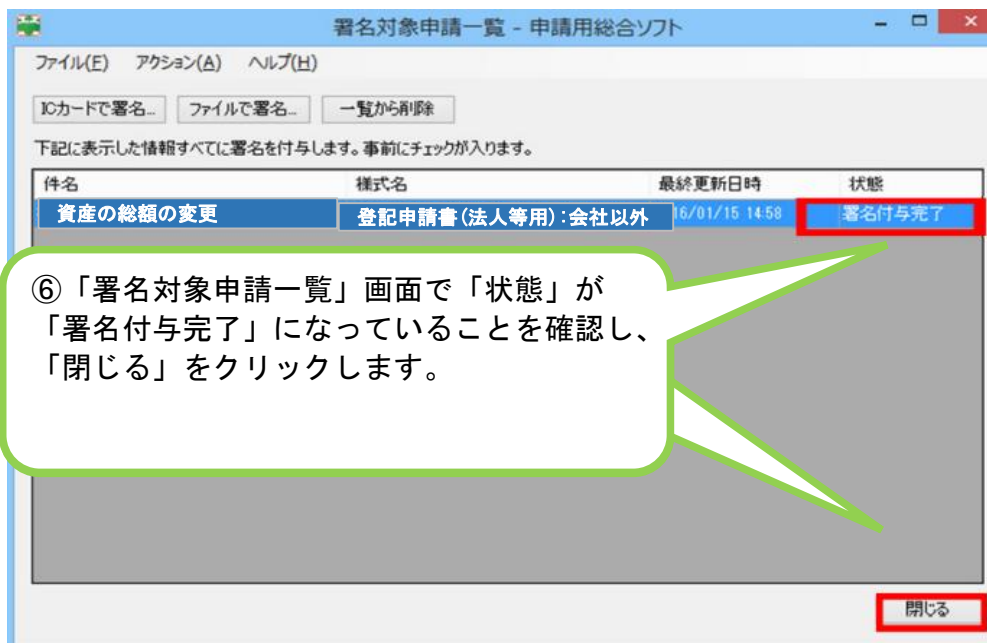 署名対象申請一覧 - 申請用総合ソフト
ファイル(F) アクション(A) ヘルプ(H)
ICカードで署名... ファイルで署名... 一覧から削除
下記に表示した情報すべてに署名を付与します。事前にチェックが入ります。
件名 様式名 最終更新日時 状態
資産の総額の変更 登記申請書(法人等用):会社以外 16/01/15 14:58 署名付与完了
⑥「署名対象申請一覧」画面で「状態」が
「署名付与完了」になっていることを確認し、
「閉じる」をクリックします。
閉じる